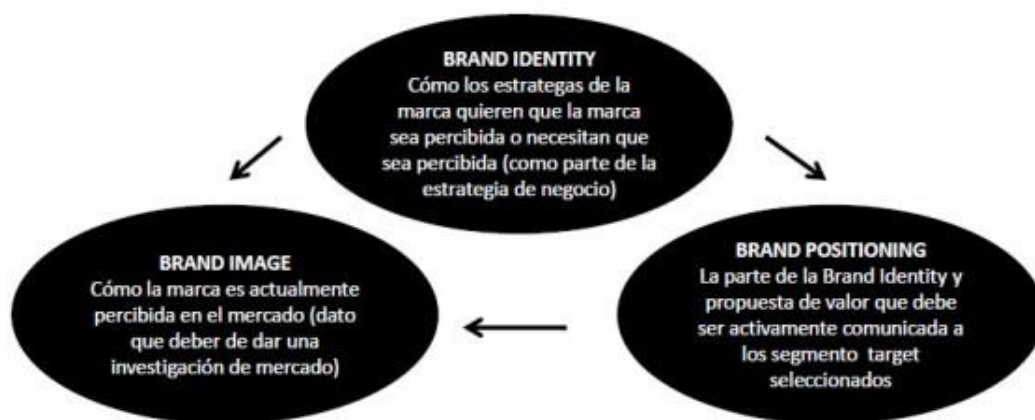 BRAND IDENTITY
Cómo los estrategas de la
marca quieren que la marca
sea percibida o necesitan que
sea percibida (como parte de la
estrategia de negocio)
BRAND IMAGE
Cómo la marca es actualmente
percibida en el mercado (dato
que deber de dar una
investigación de mercado)
BRAND POSITIONING
La parte de la Brand Identity y
propuesta de valor que debe
ser activamente comunicada a
los segmento target
seleccionados